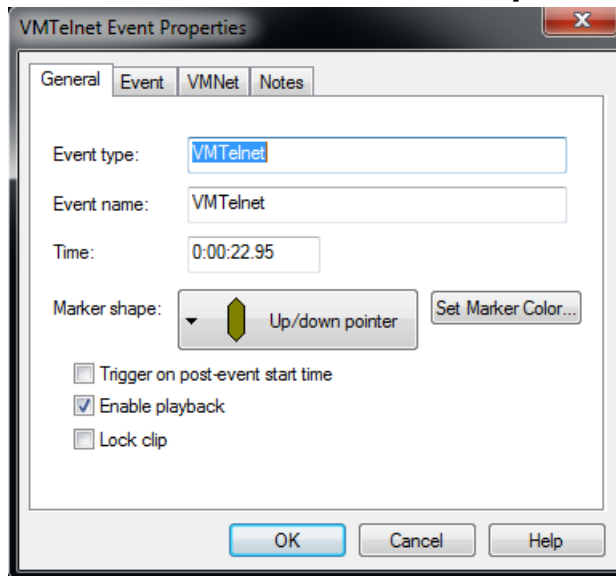 VMTelnet Event Properties
General Event VMNet Notes
Event type: VMTelnet
Event name: VMTelnet
Time: 0:00:22.95
Marker shape: Up/down pointer Set Marker Color...
Trigger on post-event start time
Enable playback
Lock clip
OK Cancel Help